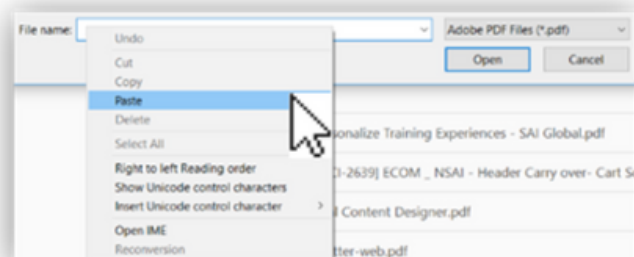 File name:
Adobe PDF Files (*.pdf)
Open
Cancel
Undo
Cut
Copy
Paste
Delete
Select All
Right to left Reading order
Show Unicode control characters
Insert Unicode control character
Open IME
Reconversion
sonalize Training Experiences - SAI Global.pdf
I-2639] ECOM _ NSAI - Header Carry over- Cart S
l Content Designer.pdf
tter-web.pdf